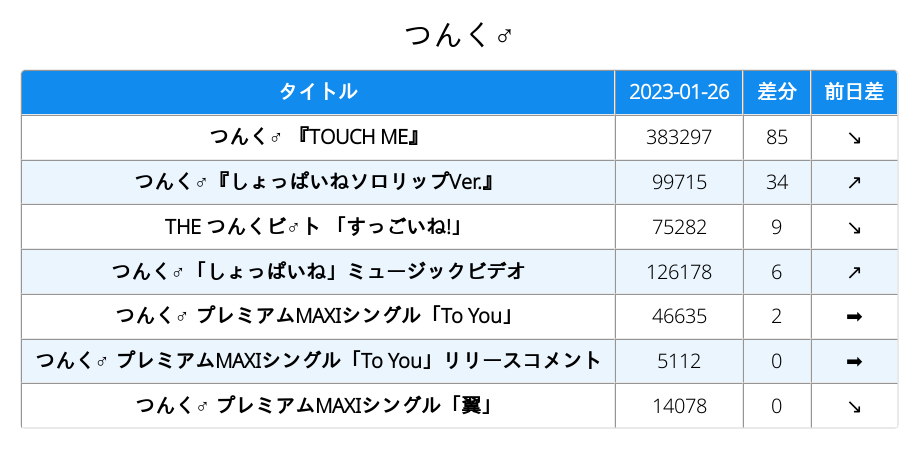 つんく♂
タイトル 2023-01-26 差分 前日差
つんく♂ 『TOUCH ME』 383297 85 ↘
つんく♂『しょっぱいねソロリップVer.』 99715 34 ↗
THE つんくビ♂ト 「すっごいね!」 75282 9 ↘
つんく♂「しょっぱいね」ミュージックビデオ 126178 6 ↗
つんく♂ プレミアムMAXIシングル「To You」 46635 2 ➡
つんく♂ プレミアムMAXIシングル「To You」リリースコメント 5112 0 ➡
つんく♂ プレミアムMAXIシングル「翼」 14078 0 ↘